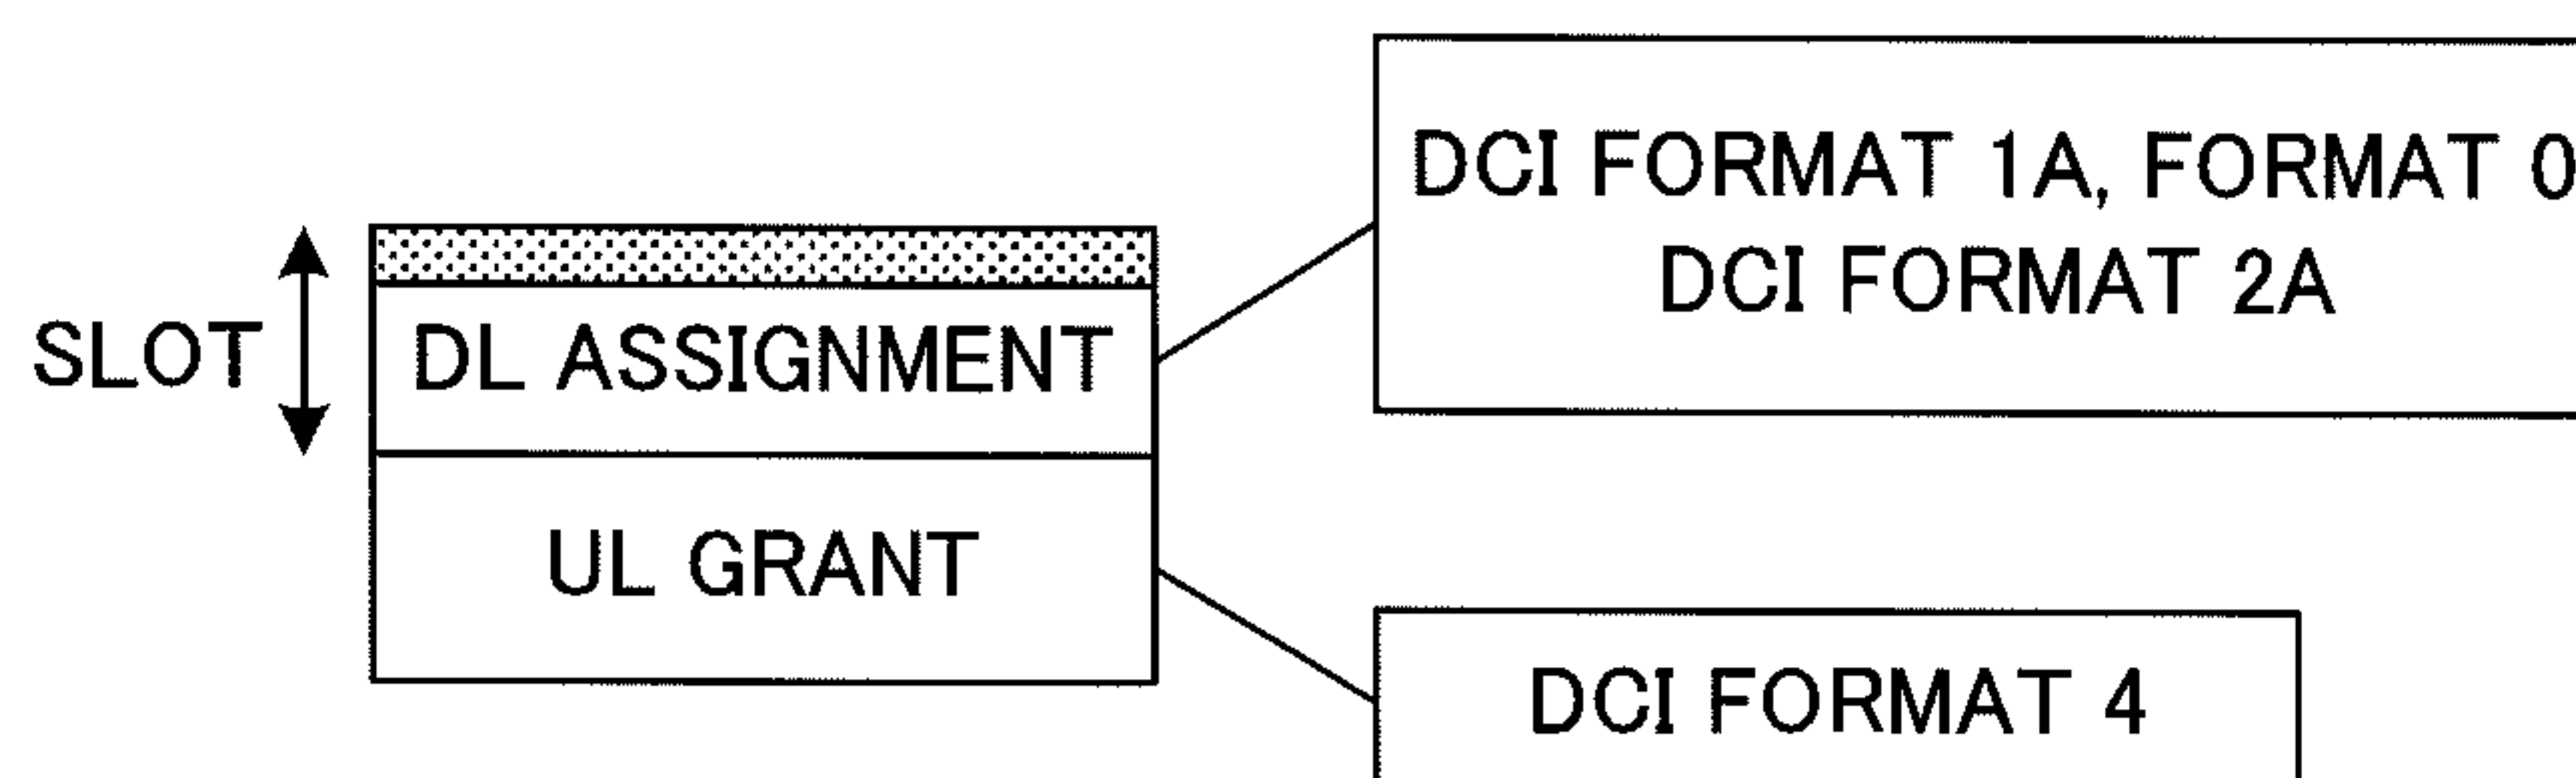 DCI FORMAT 1A, FORMAT 0
DCI FORMAT 2A
SLOT
DL ASSIGNMENT
UL GRANT
DCI FORMAT 4